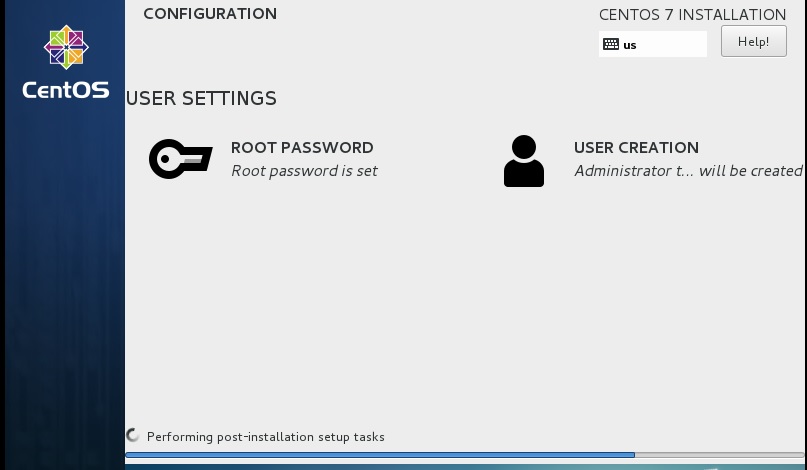 CONFIGURATION
CENTOS 7 INSTALLATION
us
Help!
CentOS
USER SETTINGS
ROOT PASSWORD
Root password is set
USER CREATION
Administrator t... will be created
Performing post-installation setup tasks